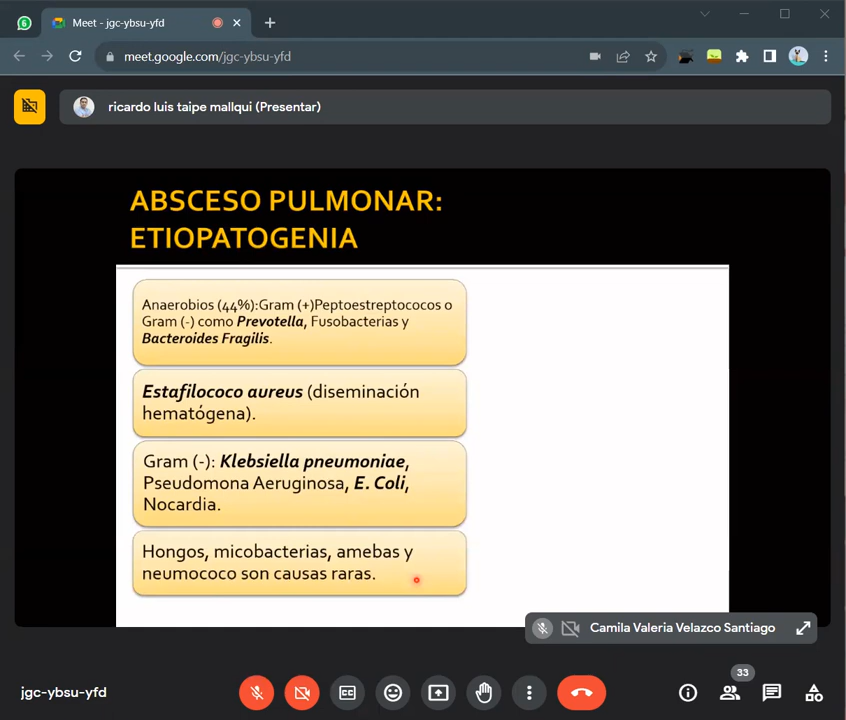 6
Meet - jgc-ybsu-yfd
meet.google.com/jgc-ybsu-yfd
ricardo luis taipe mallqui (Presentar)
ABSCESO PULMONAR:
ETIOPATOGENIA
Anaerobios (44%):Gram (+)Peptoestreptococos o
Gram (-) como Prevotella, Fusobacterias y
Bacteroides Fragilis.
Estafilococo aureus (diseminación
hematógena).
Gram (-): Klebsiella pneumoniae,
Pseudomona Aeruginosa, E. Coli,
Nocardia.
Hongos, micobacterias, amebas y
neumococo son causas raras.
Camila Valeria Velazco Santiago
jgc-ybsu-yfd
CC
33